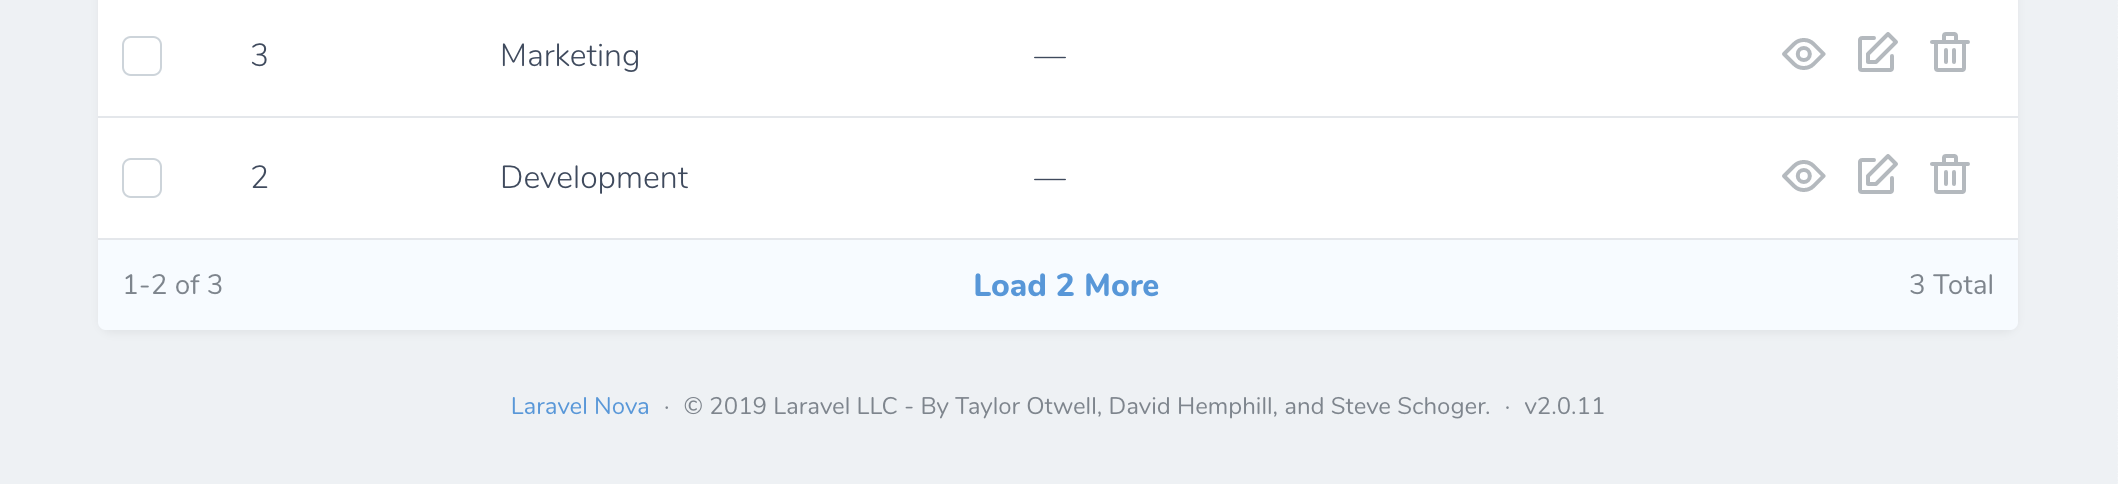 3 Marketing —
2 Development —
1-2 of 3 Load 2 More 3 Total
Laravel Nova · © 2019 Laravel LLC - By Taylor Otwell, David Hemphill, and Steve Schoger. · v2.0.11